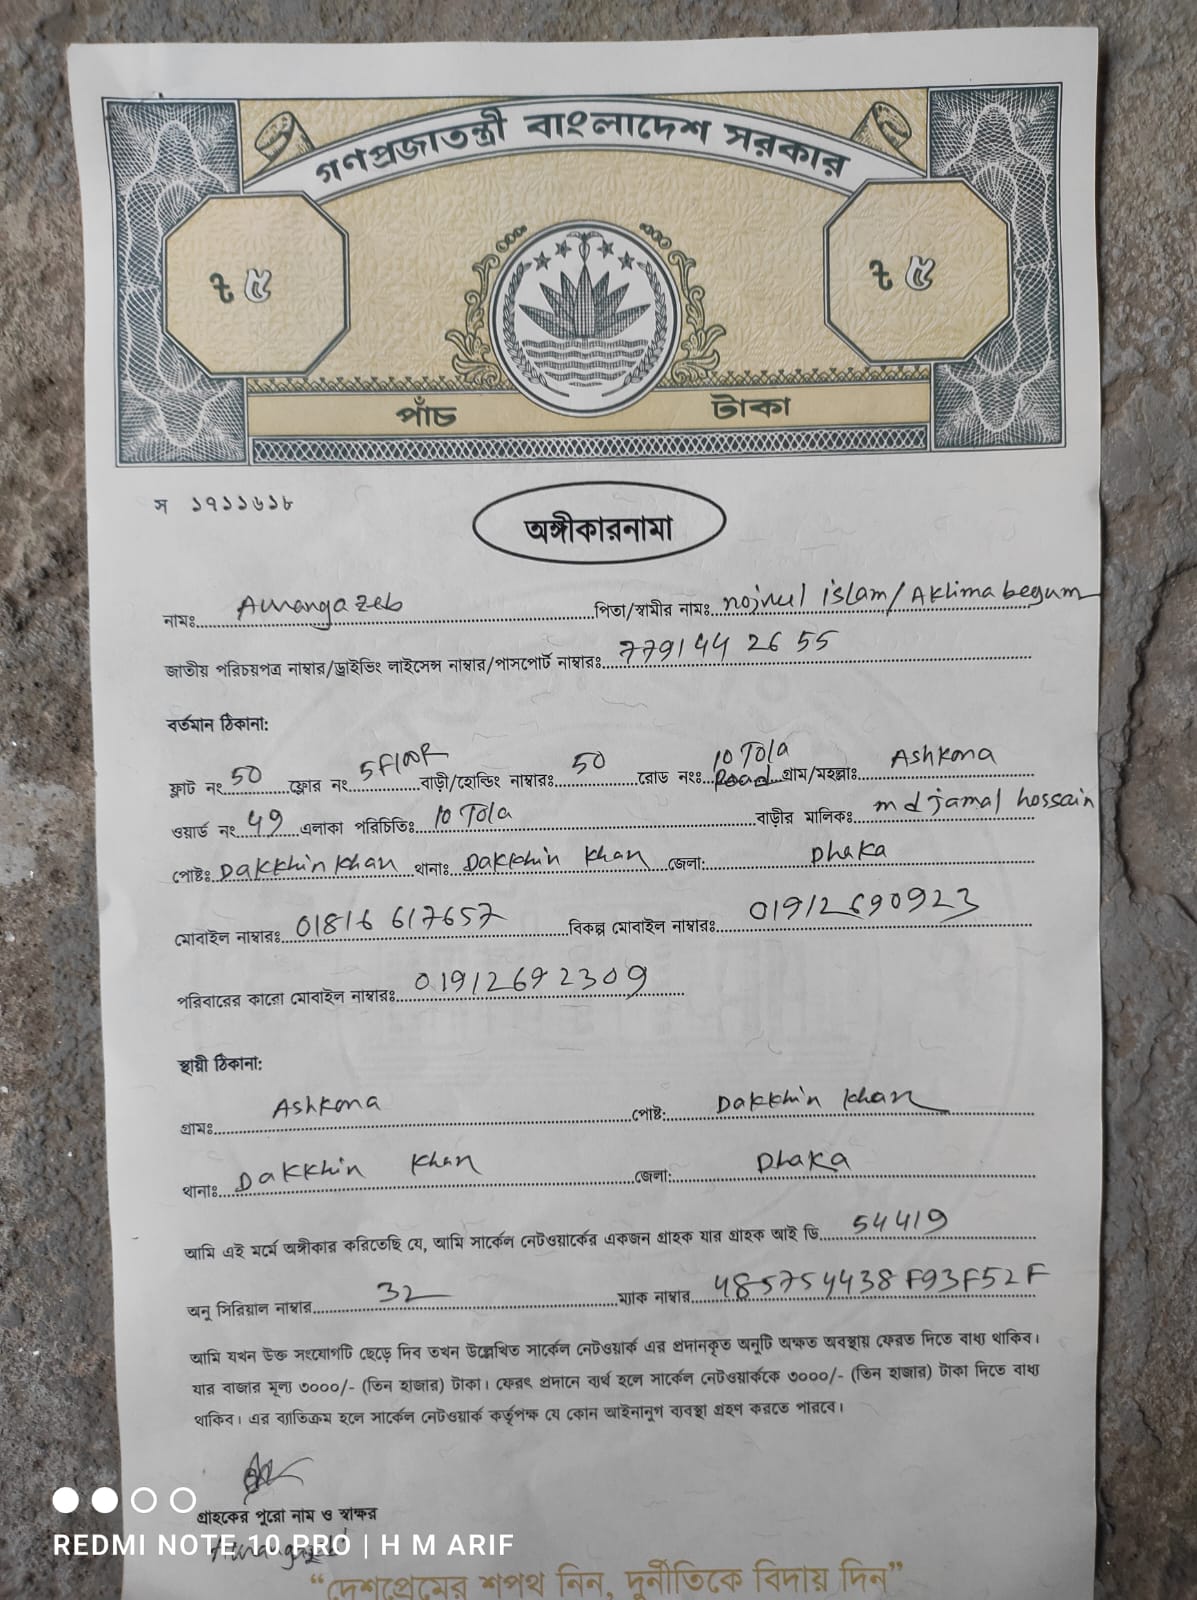 গণপ্রজাতন্ত্রী বাংলাদেশ সরকার
৳ ৫ ৳ ৫
পাঁচ টাকা
স ১৭১১৬১৮
অঙ্গীকারনামা
নামঃ Aurangazeb পিতা/স্বামীর নামঃ nojrul islam/Aklima begum
জাতীয় পরিচয়পত্র নাম্বার/ড্রাইভিং লাইসেন্স নাম্বার/পাসপোর্ট নাম্বারঃ 7791442655
বর্তমান ঠিকানা:
ফ্লাট নং 50 ফ্লোর নং 5FlooR বাড়ী/হোল্ডিং নাম্বারঃ 50 রোড নংঃ 10 Tola Road গ্রাম/মহল্লাঃ Ashkona
ওয়ার্ড নং 49 এলাকা পরিচিতিঃ 10 Tola বাড়ীর মালিকঃ md jamal hossain
পোষ্টঃ Dakkhin khan থানাঃ Dakkhin khan জেলা: Dhaka
মোবাইল নাম্বারঃ 01816 617657 বিকল্প মোবাইল নাম্বারঃ 01912690923
পরিবারের কারো মোবাইল নাম্বারঃ 01912692309
স্থায়ী ঠিকানা:
গ্রামঃ Ashkona পোষ্ট: Dakkhin khan
থানাঃ Dakkhin khan জেলা: Dhaka
আমি এই মর্মে অঙ্গীকার করিতেছি যে, আমি সার্কেল নেটওয়ার্কের একজন গ্রাহক যার গ্রাহক আই ডি 54419
অনু সিরিয়াল নাম্বার 32 ম্যাক নাম্বার 485754438F93F52F
আমি যখন উক্ত সংযোগটি ছেড়ে দিব তখন উল্লেখিত সার্কেল নেটওয়ার্ক এর প্রদানকৃত অনুটি অক্ষত অবস্থায় ফেরত দিতে বাধ্য থাকিব।
যার বাজার মূল্য ৩০০০/- (তিন হাজার) টাকা। ফেরৎ প্রদানে ব্যর্থ হলে সার্কেল নেটওয়ার্ককে ৩০০০/- (তিন হাজার) টাকা দিতে বাধ্য
থাকিব। এর ব্যাতিক্রম হলে সার্কেল নেটওয়ার্ক কর্তৃপক্ষ যে কোন আইনানুগ ব্যবস্থা গ্রহণ করতে পারবে।
গ্রাহকের পুরো নাম ও স্বাক্ষর
REDMI NOTE 10 PRO | H M ARIF
“দেশপ্রেমের শপথ নিন, দুর্নীতিকে বিদায় দিন”